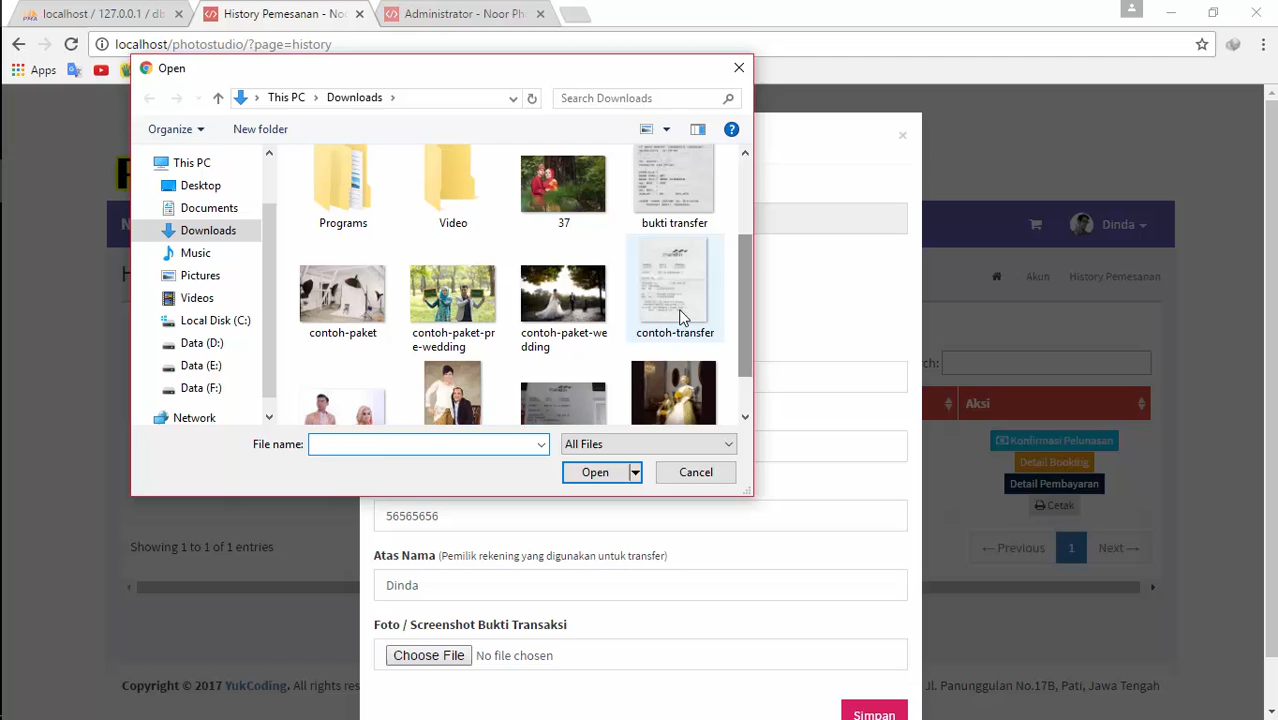 localhost / 127.0.0.1 / db
History Pemesanan - Noo
Administrator - Noor Pho
localhost/photostudio/?page=history
Apps
Open
This PC
Downloads
Search Downloads
Organize
New folder
This PC
Desktop
Documents
Downloads
Music
Pictures
Videos
Local Disk (C:)
Data (D:)
Data (E:)
Data (F:)
Network
Programs
Video
37
bukti transfer
contoh-paket
contoh-paket-pr
e-wedding
contoh-paket-we
dding
contoh-transfer
File name:
All Files
Open
Cancel
Dinda
Akun
History Pemesanan
rch:
Aksi
Konfirmasi Pelunasan
Detail Booking
Detail Pembayaran
Cetak
Showing 1 to 1 of 1 entries
← Previous
1
Next →
56565656
Atas Nama (Pemilik rekening yang digunakan untuk transfer)
Dinda
Foto / Screenshot Bukti Transaksi
Choose File
No file chosen
Simpan
Copyright © 2017 YukCoding. All rights res
Jl. Panunggulan No.17B, Pati, Jawa Tengah